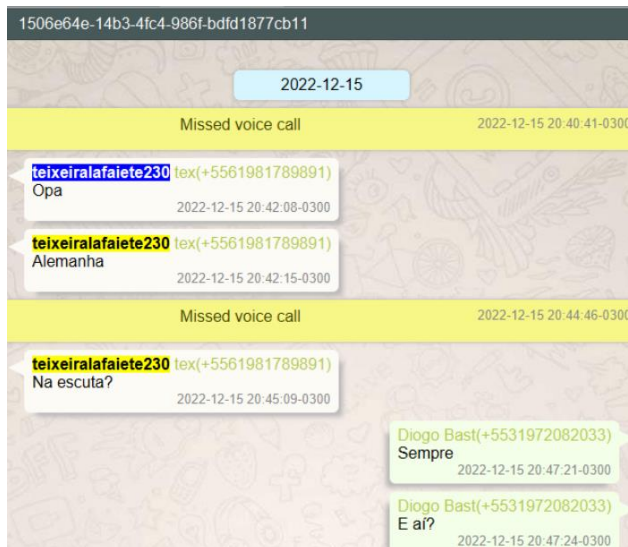 1506e64e-14b3-4fc4-986f-bdfd1877cb11
2022-12-15
Missed voice call 2022-12-15 20:40:41-0300
teixeiralafaiete230 tex(+5561981789891)
Opa
2022-12-15 20:42:08-0300
teixeiralafaiete230 tex(+5561981789891)
Alemanha
2022-12-15 20:42:15-0300
Missed voice call 2022-12-15 20:44:46-0300
teixeiralafaiete230 tex(+5561981789891)
Na escuta?
2022-12-15 20:45:09-0300
Diogo Bast(+5531972082033)
Sempre
2022-12-15 20:47:21-0300
Diogo Bast(+5531972082033)
E aí?
2022-12-15 20:47:24-0300